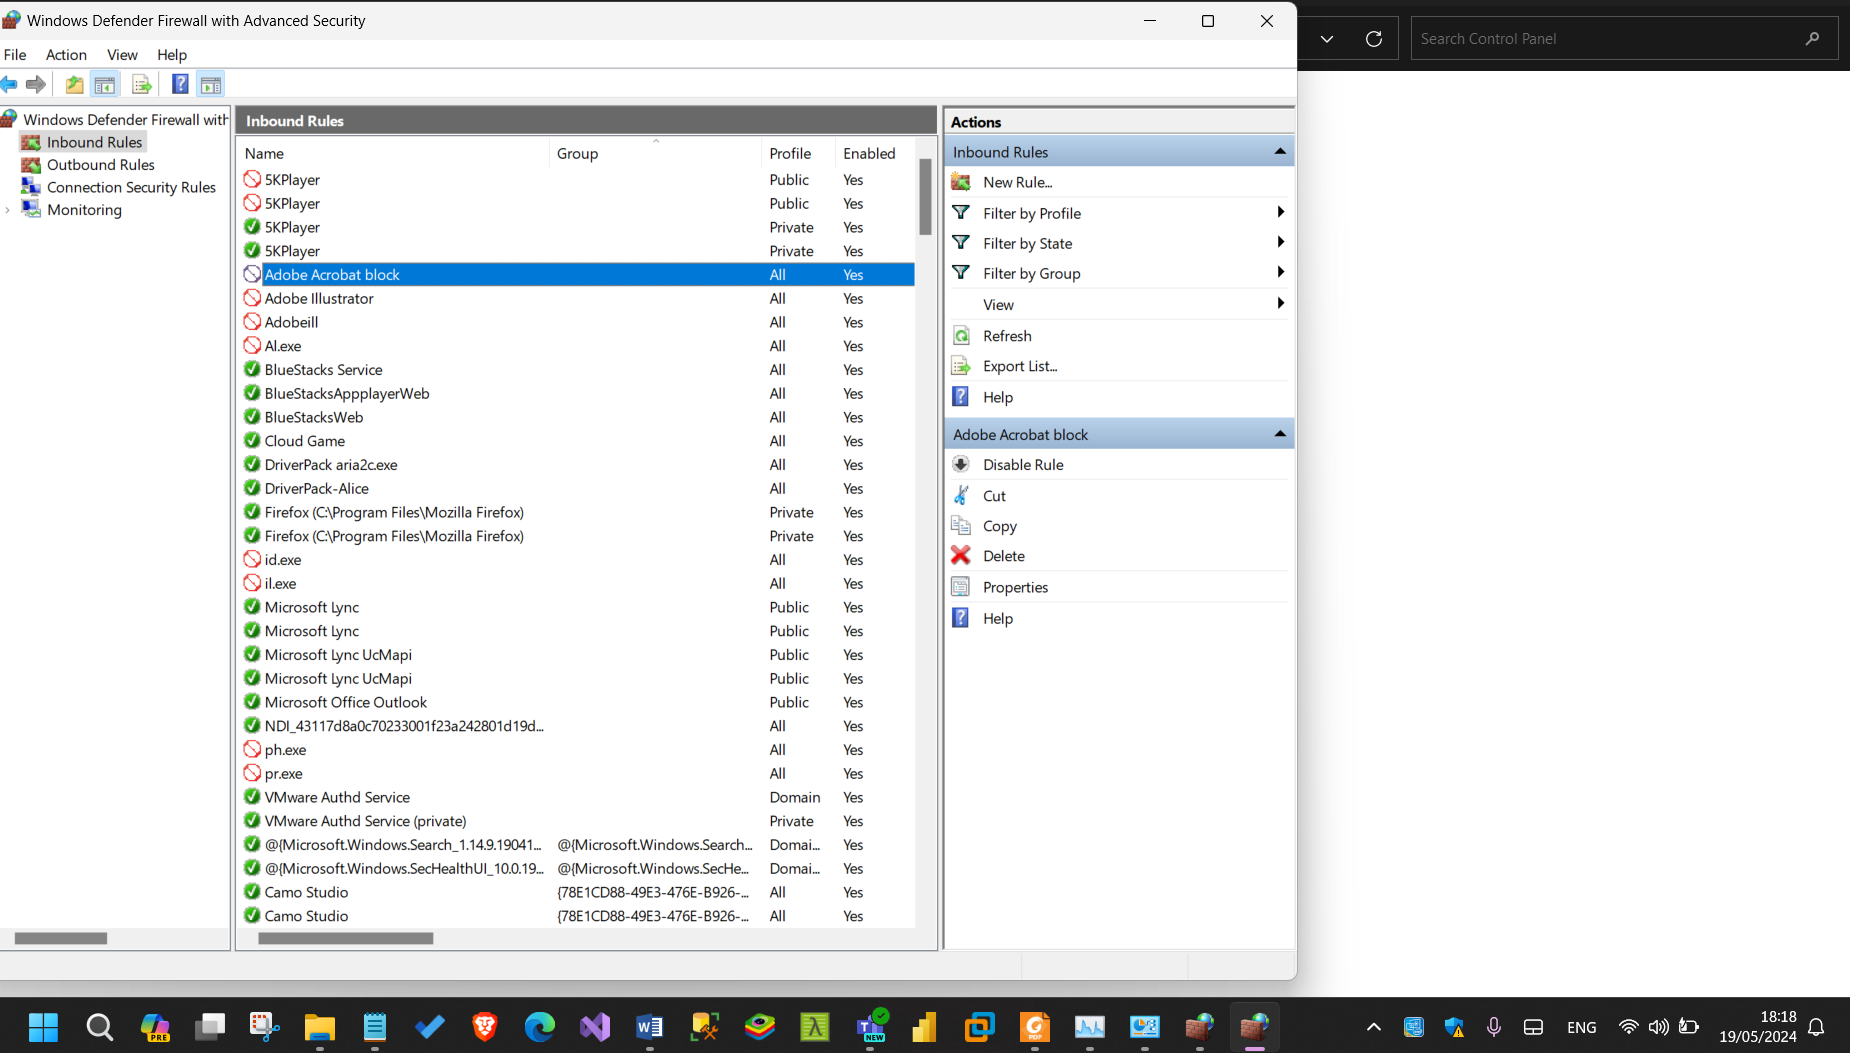 Windows Defender Firewall with Advanced Security
Search Control Panel
File Action View Help
Windows Defender Firewall with
Inbound Rules
Outbound Rules
Connection Security Rules
Monitoring
Inbound Rules
Name Group Profile Enabled
5KPlayer Public Yes
5KPlayer Public Yes
5KPlayer Private Yes
5KPlayer Private Yes
Adobe Acrobat block All Yes
Adobe Illustrator All Yes
Adobeill All Yes
AI.exe All Yes
BlueStacks Service All Yes
BlueStacksAppplayerWeb All Yes
BlueStacksWeb All Yes
Cloud Game All Yes
DriverPack aria2c.exe All Yes
DriverPack-Alice All Yes
Firefox (C:\Program Files\Mozilla Firefox) Private Yes
Firefox (C:\Program Files\Mozilla Firefox) Private Yes
id.exe All Yes
il.exe All Yes
Microsoft Lync Public Yes
Microsoft Lync Public Yes
Microsoft Lync UcMapi Public Yes
Microsoft Lync UcMapi Public Yes
Microsoft Office Outlook Public Yes
NDI_43117d8a0c70233001f23a242801d19d... All Yes
ph.exe All Yes
pr.exe All Yes
VMware Authd Service Domain Yes
VMware Authd Service (private) Private Yes
@{Microsoft.Windows.Search_1.14.9.19041... @{Microsoft.Windows.Search... Domai... Yes
@{Microsoft.Windows.SecHealthUI_10.0.19... @{Microsoft.Windows.SecHe... Domai... Yes
Camo Studio {78E1CD88-49E3-476E-B926-... All Yes
Camo Studio {78E1CD88-49E3-476E-B926-... All Yes
Actions
Inbound Rules
New Rule...
Filter by Profile
Filter by State
Filter by Group
View
Refresh
Export List...
Help
Adobe Acrobat block
Disable Rule
Cut
Copy
Delete
Properties
Help
PRE
NEW
PDF
ENG
18:18
19/05/2024